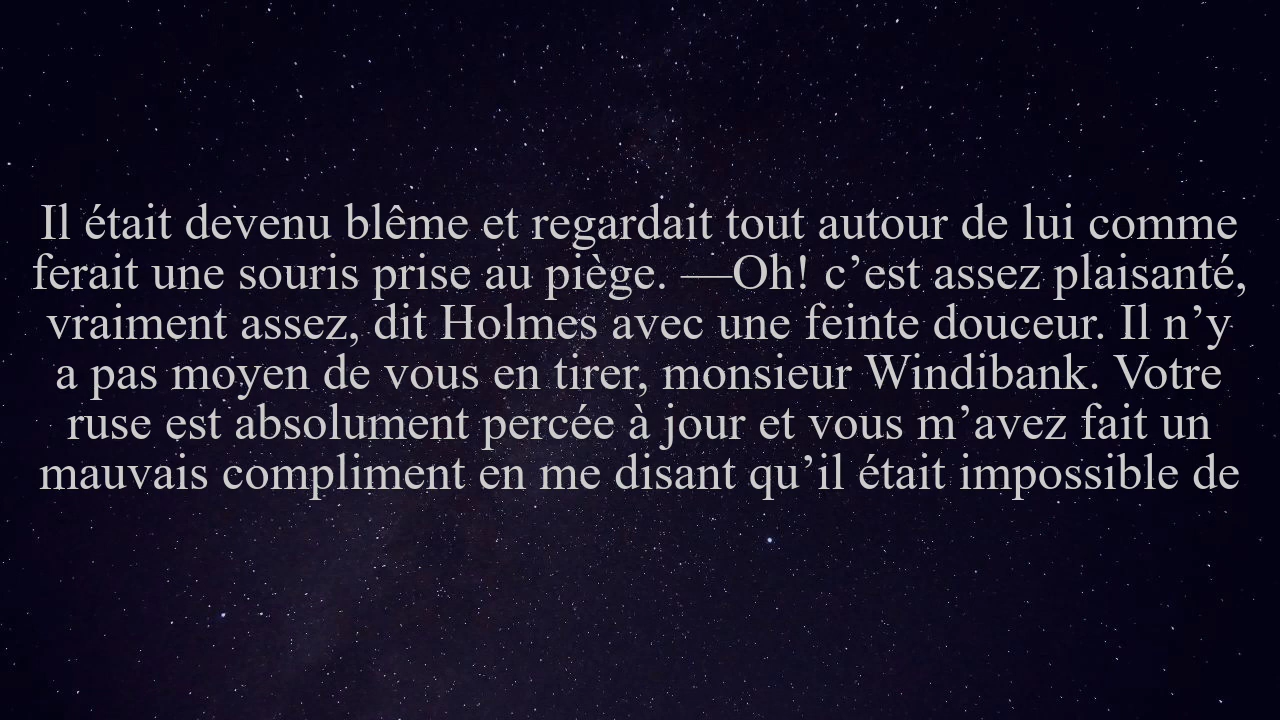 Il était devenu blême et regardait tout autour de lui comme
ferait une souris prise au piège. —Oh! c’est assez plaisanté,
vraiment assez, dit Holmes avec une feinte douceur. Il n’y
a pas moyen de vous en tirer, monsieur Windibank. Votre
ruse est absolument percée à jour et vous m’avez fait un
mauvais compliment en me disant qu’il était impossible de